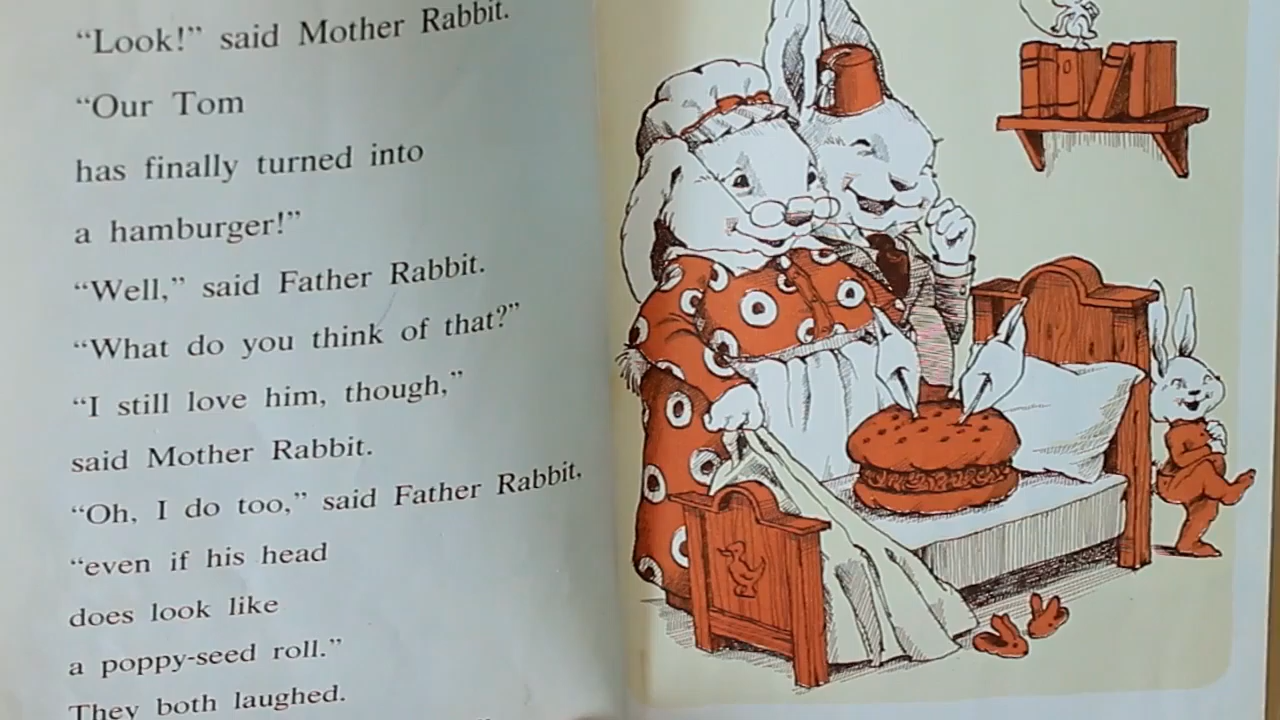 “Look!” said Mother Rabbit.
“Our Tom
has finally turned into
a hamburger!”
“Well,” said Father Rabbit.
“What do you think of that?”
“I still love him, though,”
said Mother Rabbit.
“Oh, I do too,” said Father Rabbit,
“even if his head
does look like
a poppy-seed roll.”
They both laughed.